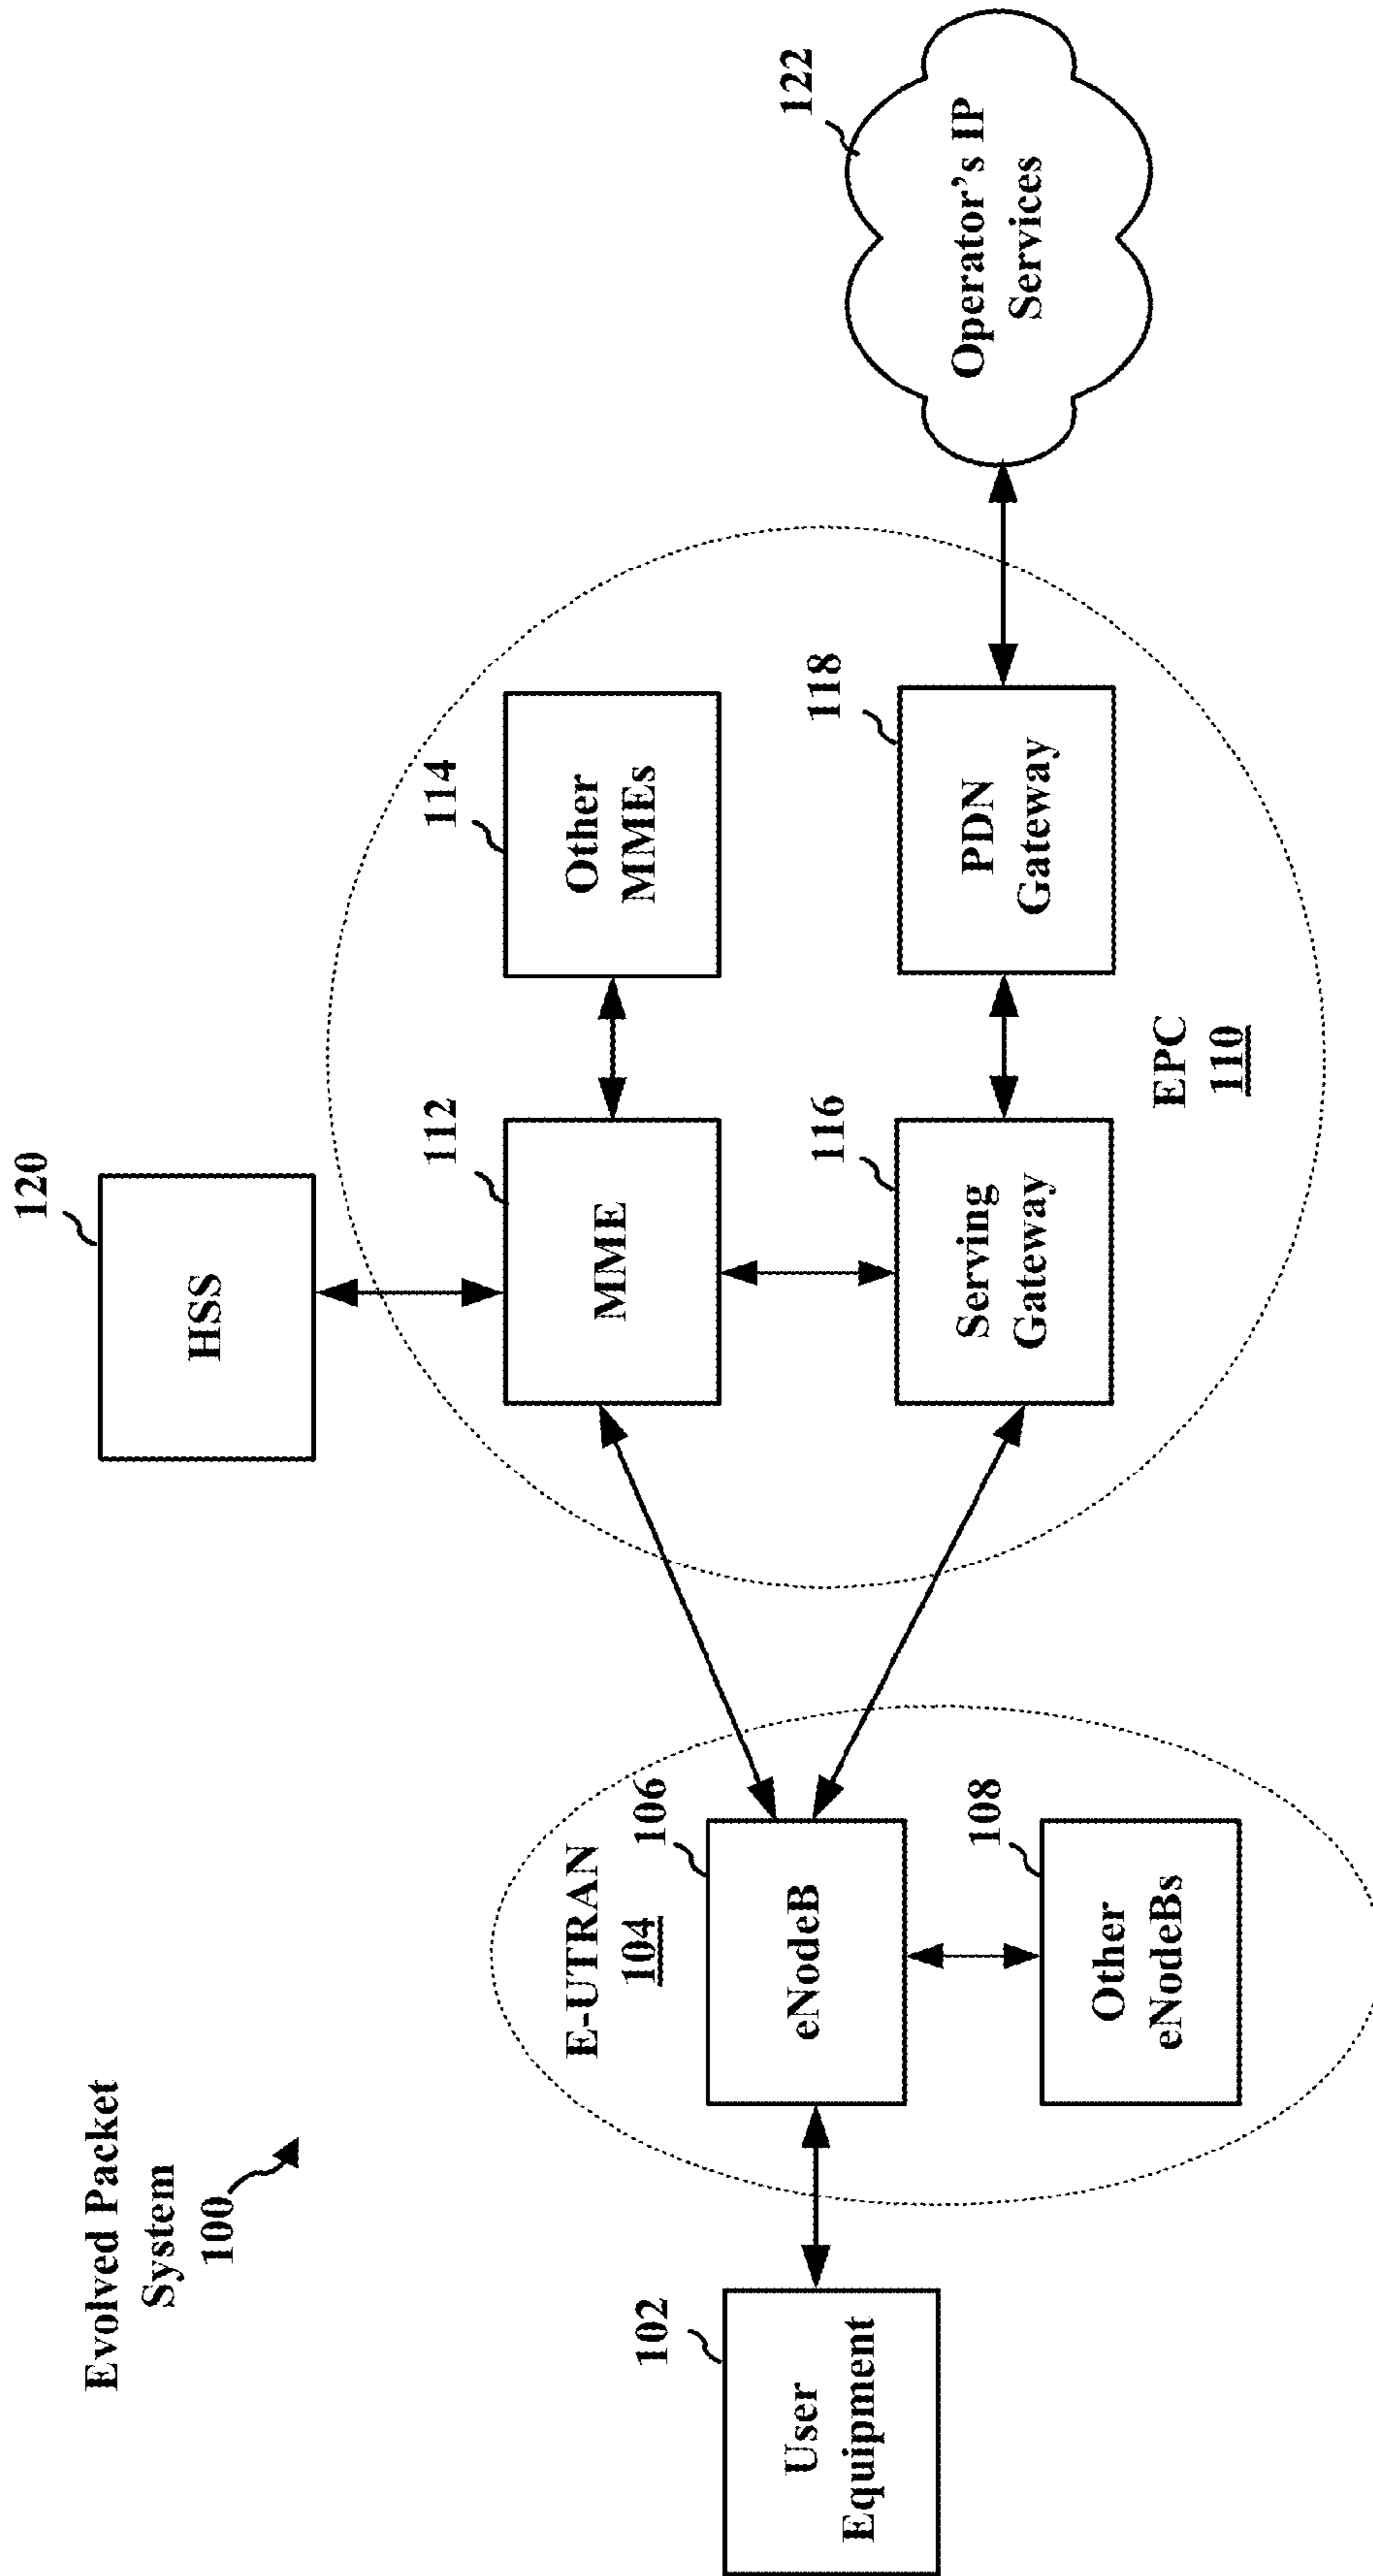 Evolved Packet
System
100
120
HSS
E-UTRAN
104
112
MME
114
Other
MMEs
102
User
Equipment
106
eNodeB
108
Other
eNodeBs
116
Serving
Gateway
118
PDN
Gateway
EPC
110
122
Operator's IP
Services